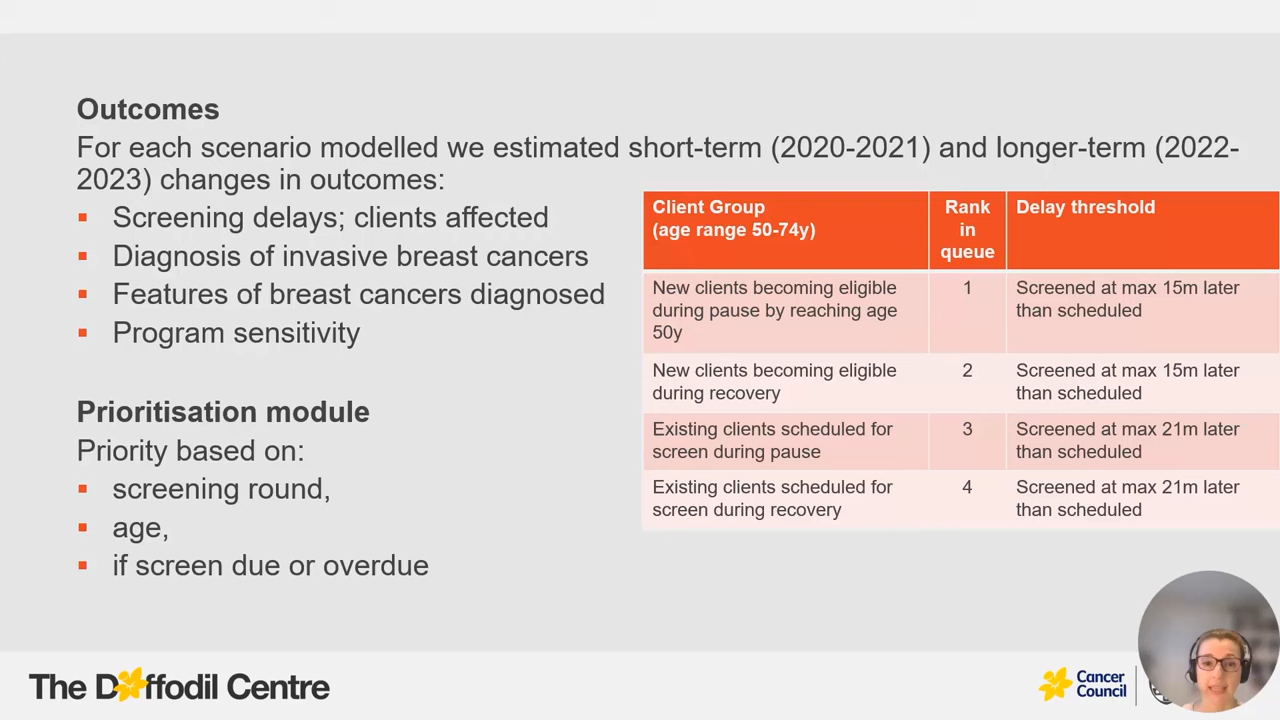 Outcomes
For each scenario modelled we estimated short-term (2020-2021) and longer-term (2022-
2023) changes in outcomes:
▪ Screening delays; clients affected
▪ Diagnosis of invasive breast cancers
▪ Features of breast cancers diagnosed
▪ Program sensitivity
Prioritisation module
Priority based on:
▪ screening round,
▪ age,
▪ if screen due or overdue
Client Group
(age range 50-74y)
Rank
in
queue
Delay threshold
New clients becoming eligible
during pause by reaching age
50y
1
Screened at max 15m later
than scheduled
New clients becoming eligible
during recovery
2
Screened at max 15m later
than scheduled
Existing clients scheduled for
screen during pause
3
Screened at max 21m later
than scheduled
Existing clients scheduled for
screen during recovery
4
Screened at max 21m later
than scheduled
The Daffodil Centre
Cancer
Council